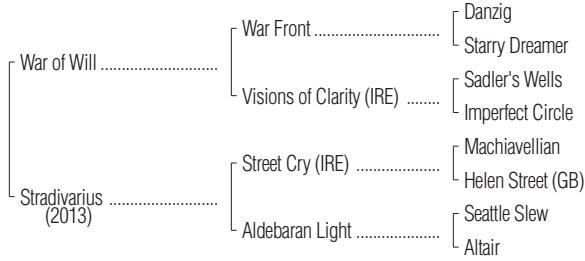 Danzig
War Front
Starry Dreamer
War of Will
Sadler's Wells
Visions of Clarity (IRE)
Imperfect Circle
Machiavellian
Street Cry (IRE)
Helen Street (GB)
Stradivarius
(2013)
Seattle Slew
Aldebaran Light
Altair